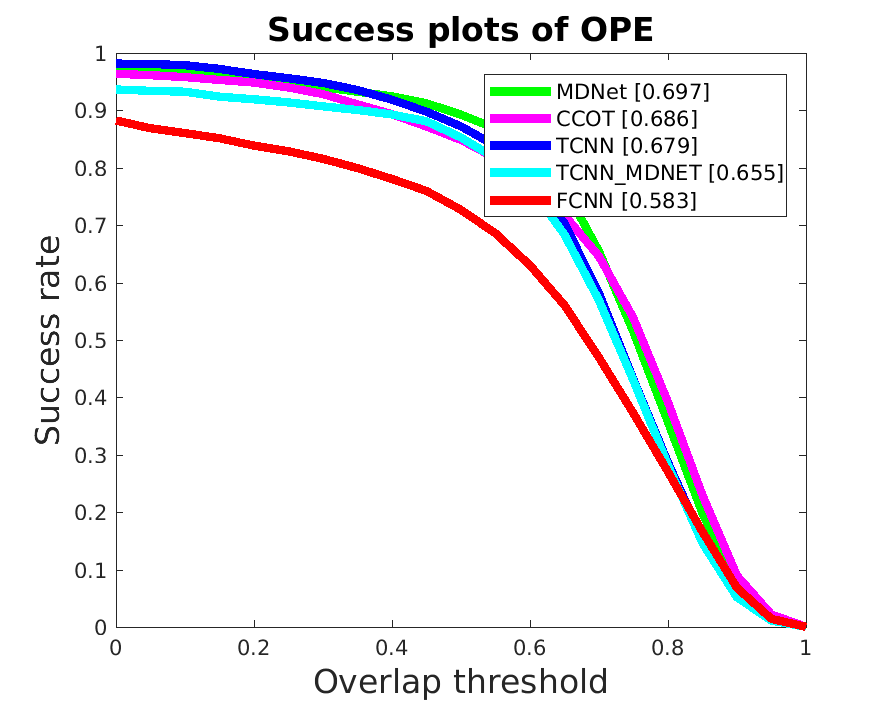 Success plots of OPE
1
0.9
0.8
0.7
0.6
0.5
0.4
0.3
0.2
0.1
0
Success rate
MDNet [0.697]
CCOT [0.686]
TCNN [0.679]
TCNN_MDNET [0.655]
FCNN [0.583]
0 0.2 0.4 0.6 0.8 1
Overlap threshold